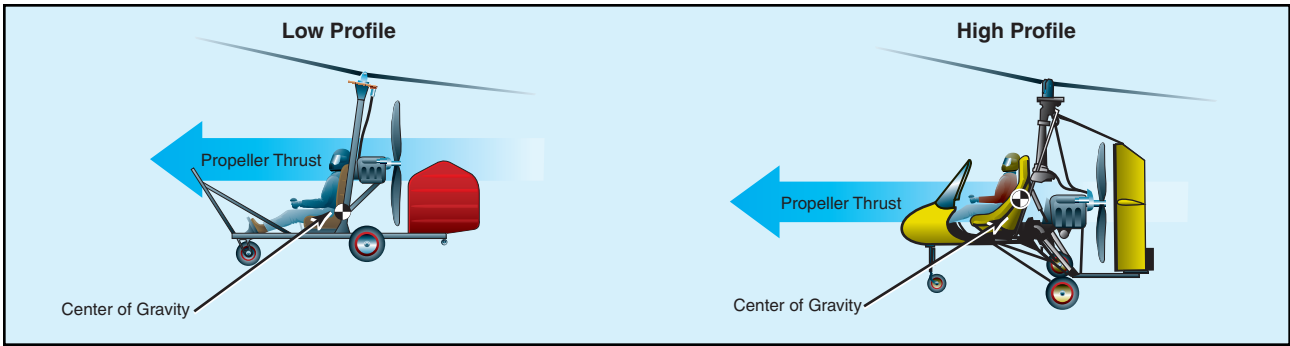 Low Profile
Propeller Thrust
Center of Gravity
High Profile
Propeller Thrust
Center of Gravity